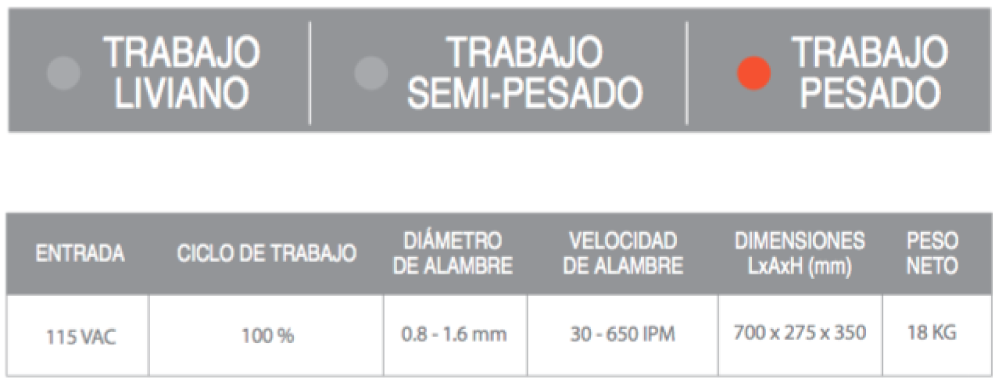 TRABAJO
LIVIANO
TRABAJO
SEMI-PESADO
TRABAJO
PESADO
ENTRADA
CICLO DE TRABAJO
DIÁMETRO
DE ALAMBRE
VELOCIDAD
DE ALAMBRE
DIMENSIONES
LxAxH (mm)
PESO
NETO
115 VAC
100 %
0.8 - 1.6 mm
30 - 650 IPM
700 x 275 x 350
18 KG